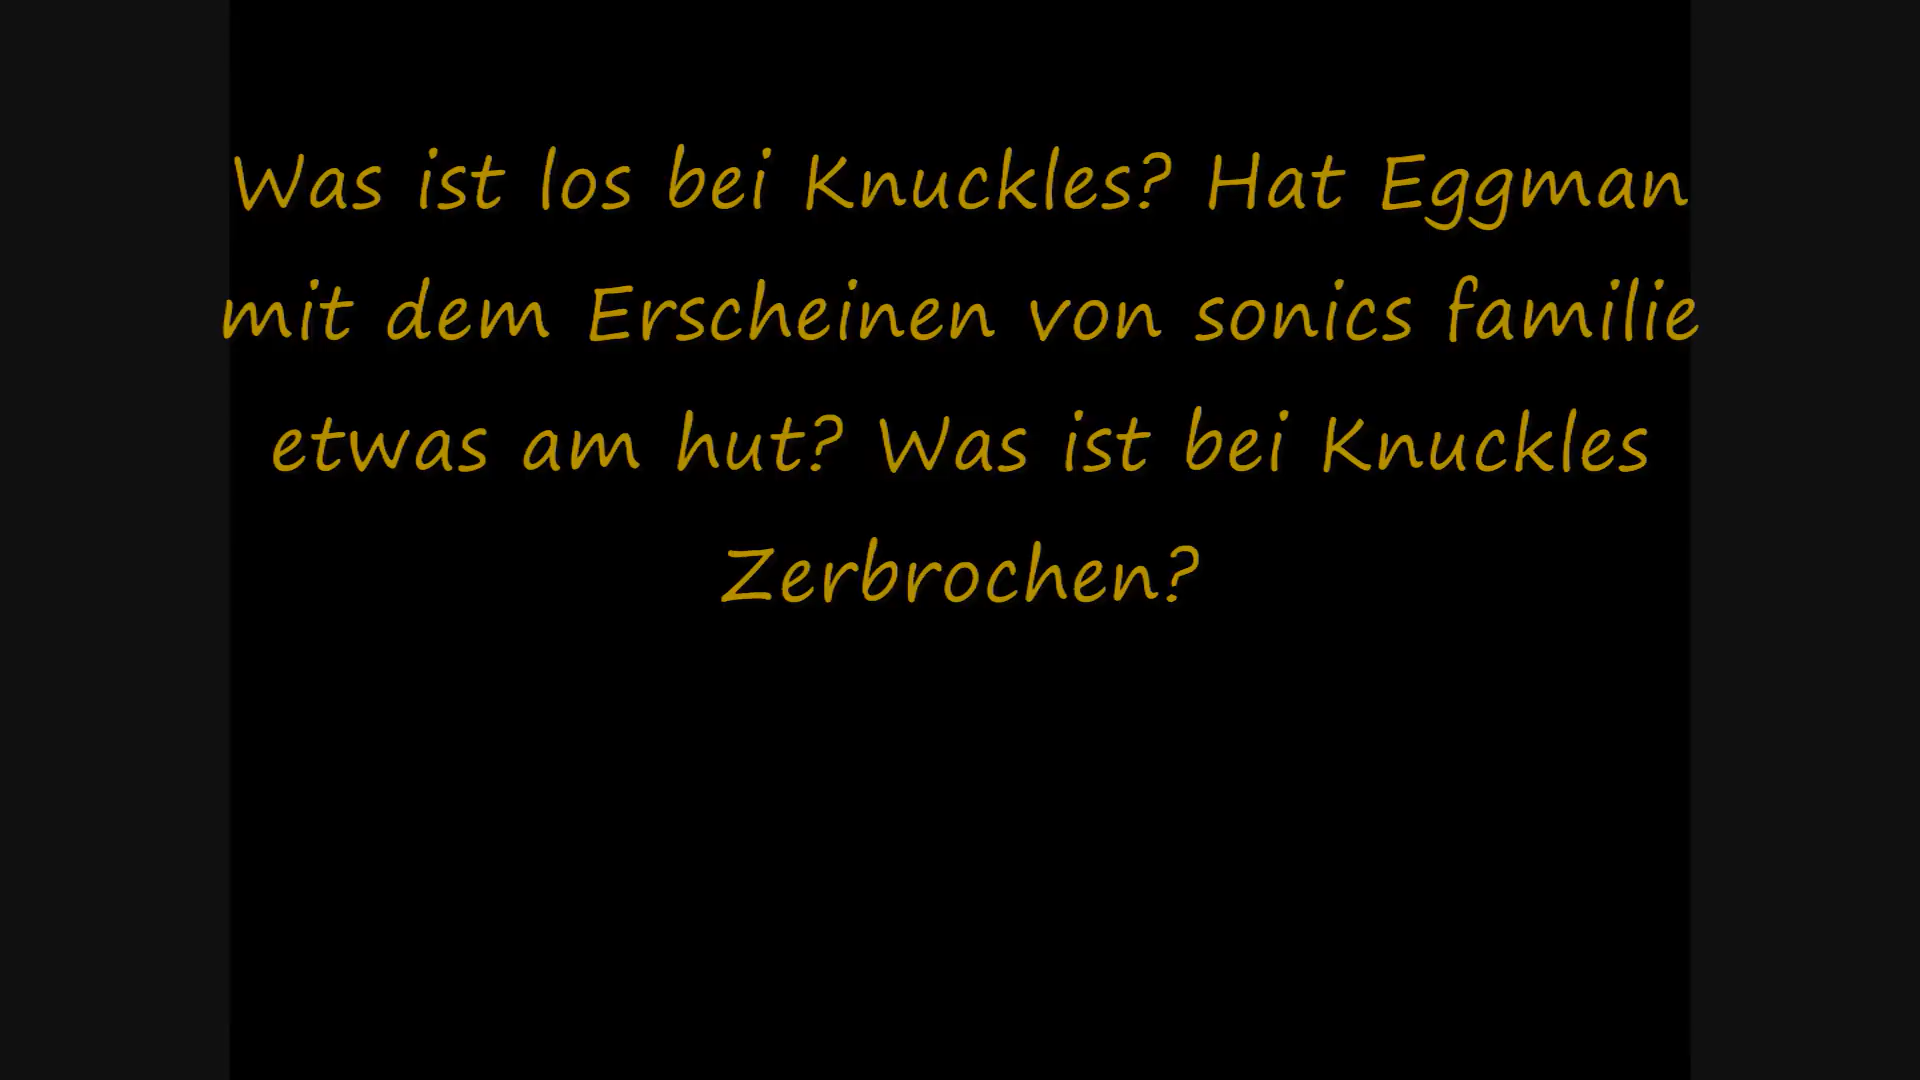 Was ist los bei Knuckles? Hat Eggman
mit dem Erscheinen von sonics familie
etwas am hut? Was ist bei Knuckles
Zerbrochen?